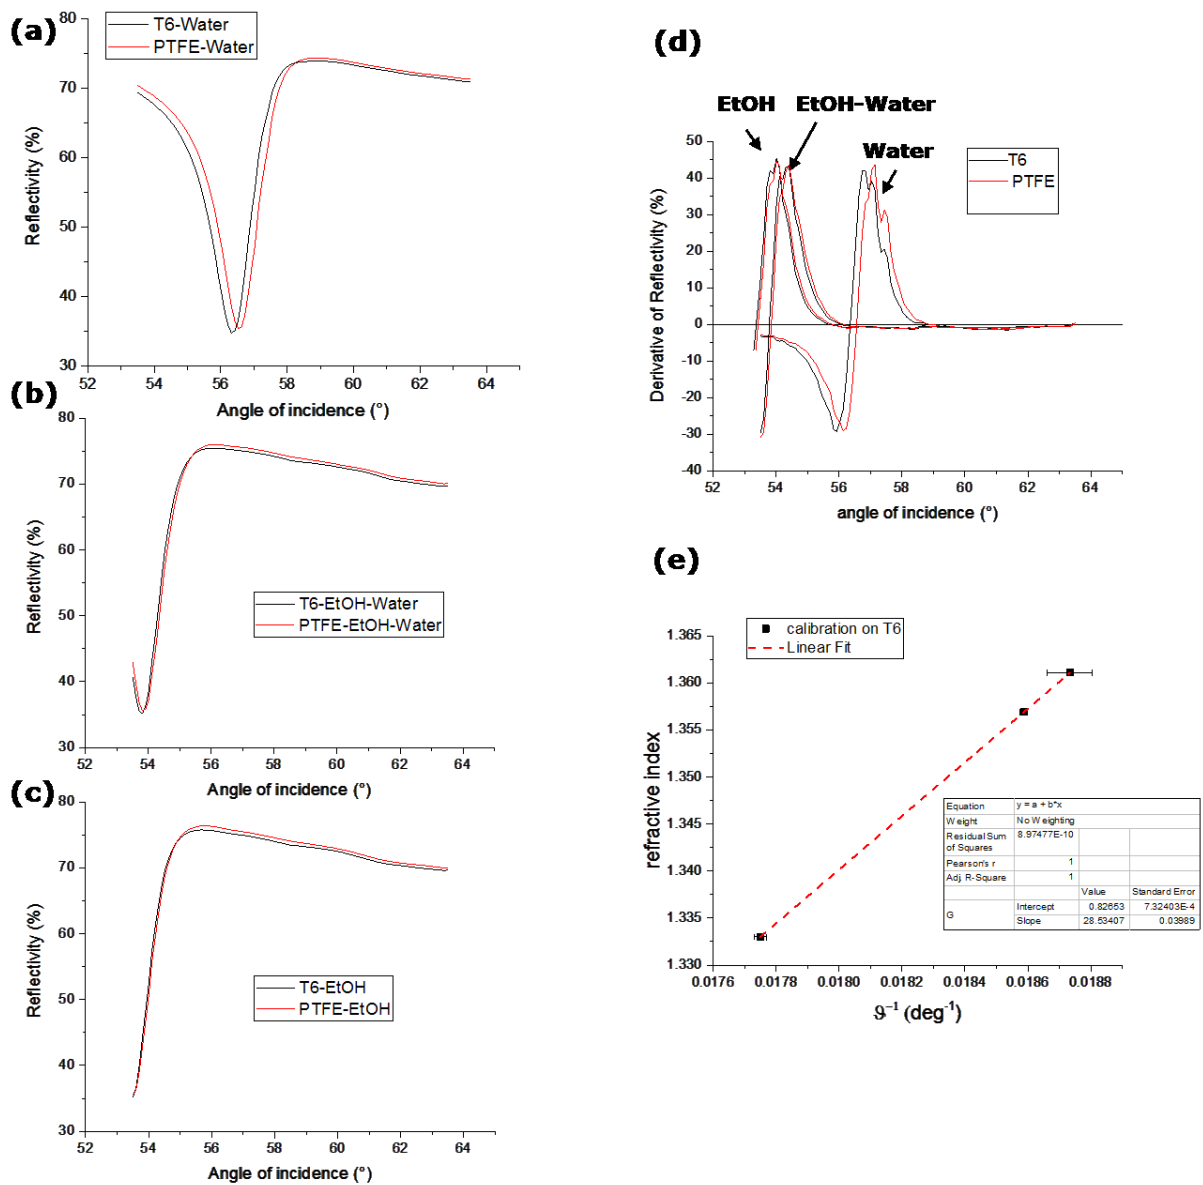 (a)
80
70
60
50
40
30
Reflectivity (%)
T6-Water
PTFE-Water
52 54 56 58 60 62 64
Angle of incidence (°)
(b)
80
70
60
50
40
30
Reflectivity (%)
T6-EtOH-Water
PTFE-EtOH-Water
52 54 56 58 60 62 64
Angle of incidence (°)
(c)
80
70
60
50
40
30
Reflectivity (%)
T6-EtOH
PTFE-EtOH
52 54 56 58 60 62 64
Angle of incidence (°)
(d)
EtOH EtOH-Water
Water
T6
PTFE
50
40
30
20
10
0
-10
-20
-30
-40
Derivative of Reflectivity (%)
52 54 56 58 60 62 64
angle of incidence (°)
(e)
calibration on T6
Linear Fit
1.365
1.360
1.355
1.350
1.345
1.340
1.335
1.330
refractive index
Equation y = a + b*x
Weight No Weighting
Residual Sum of Squares 8.97477E-10
Pearson's r 1
Adj. R-Square 1
Value Standard Error
G Intercept 0.82653 7.32403E-4
Slope 28.53407 0.03989
0.0176 0.0178 0.0180 0.0182 0.0184 0.0186 0.0188
ϑ⁻¹ (deg⁻¹)